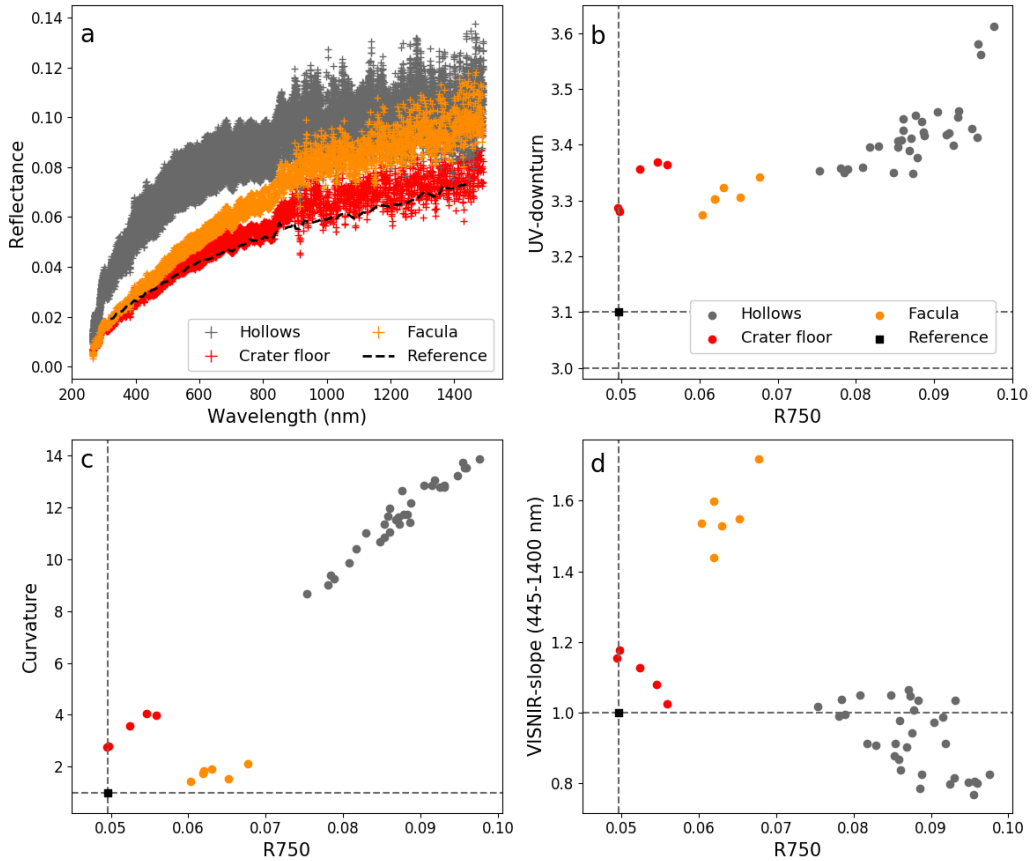 a
0.14
0.12
0.10
0.08
0.06
0.04
0.02
0.00
Reflectance
Hollows
Crater floor
Facula
Reference
200 400 600 800 1000 1200 1400
Wavelength (nm)
b
3.6
3.5
3.4
3.3
3.2
3.1
3.0
UV-downturn
Hollows
Crater floor
Facula
Reference
0.05 0.06 0.07 0.08 0.09 0.10
R750
c
14
12
10
8
6
4
2
Curvature
0.05 0.06 0.07 0.08 0.09 0.10
R750
d
1.6
1.4
1.2
1.0
0.8
VISNIR-slope (445-1400 nm)
0.05 0.06 0.07 0.08 0.09 0.10
R750